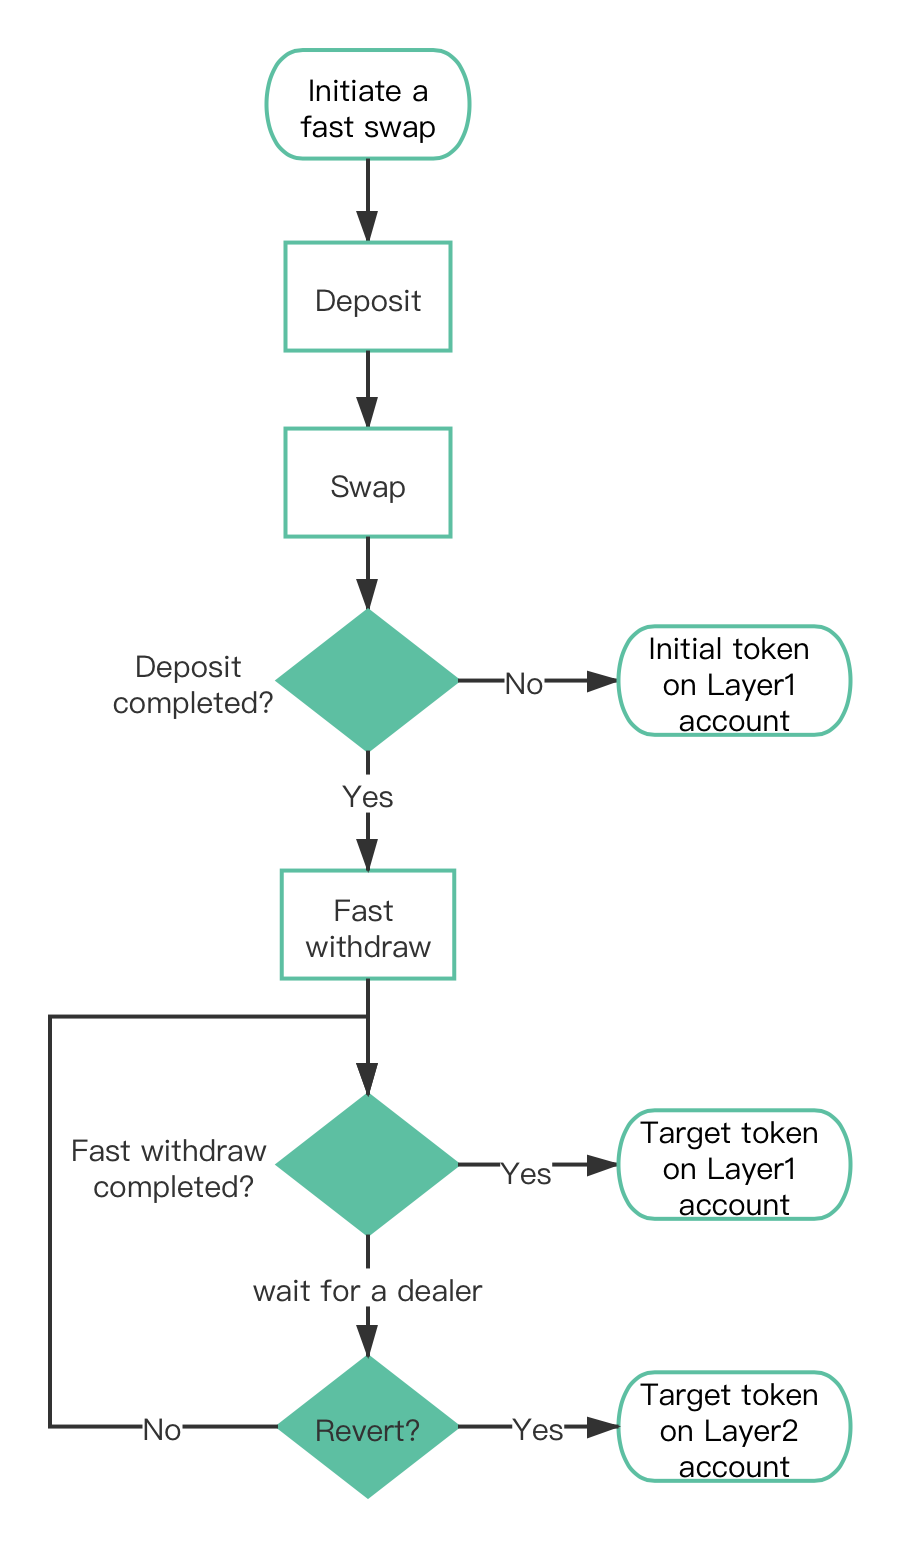 Initiate a
fast swap
Deposit
Swap
Deposit
completed?
No
Initial token
on Layer1
account
Yes
Fast
withdraw
Fast withdraw
completed?
Yes
Target token
on Layer1
account
wait for a dealer
Revert?
No
Yes
Target token
on Layer2
account